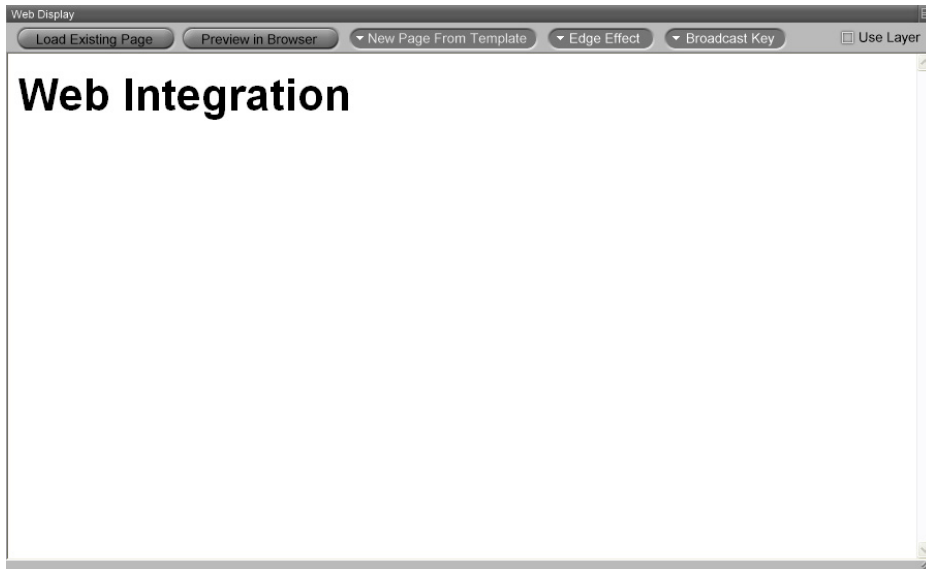 Web Display
Load Existing Page Preview in Browser New Page From Template Edge Effect Broadcast Key Use Layer
Web Integration